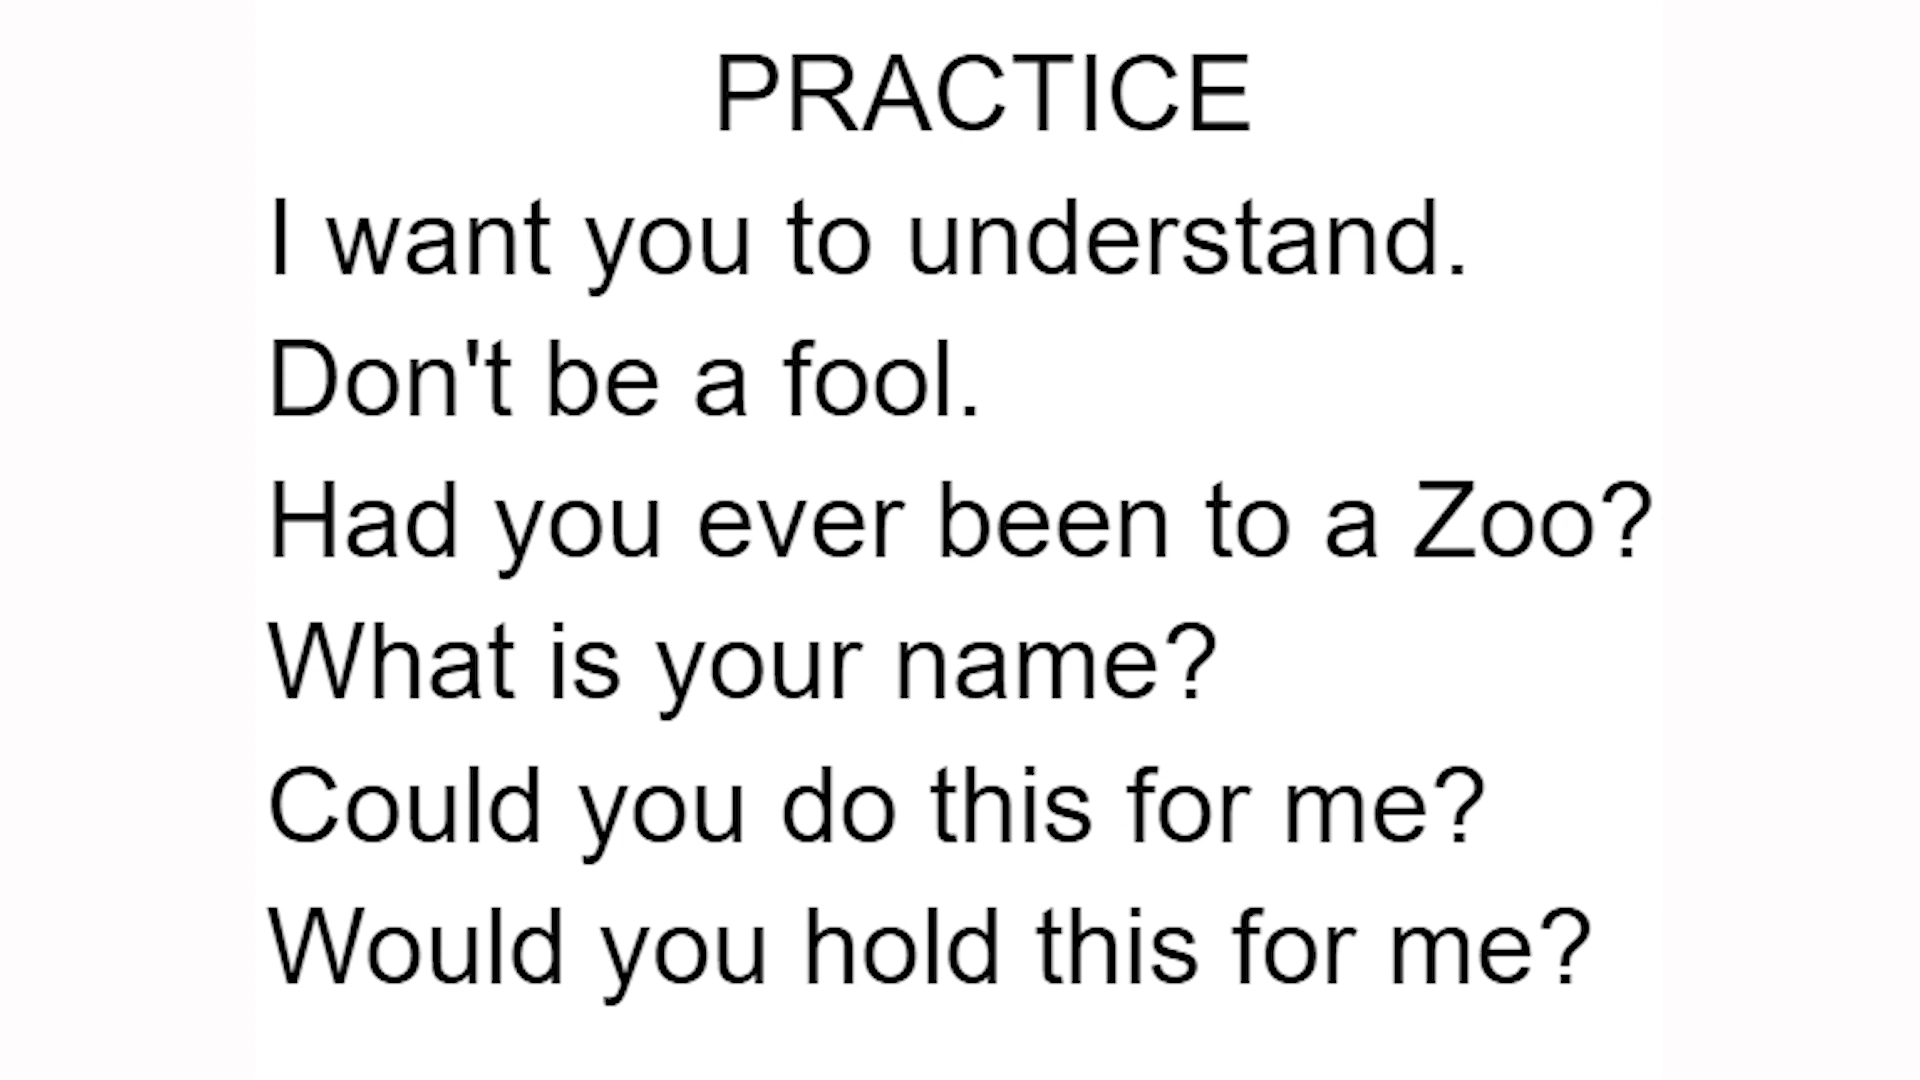 PRACTICE
I want you to understand.
Don't be a fool.
Had you ever been to a Zoo?
What is your name?
Could you do this for me?
Would you hold this for me?